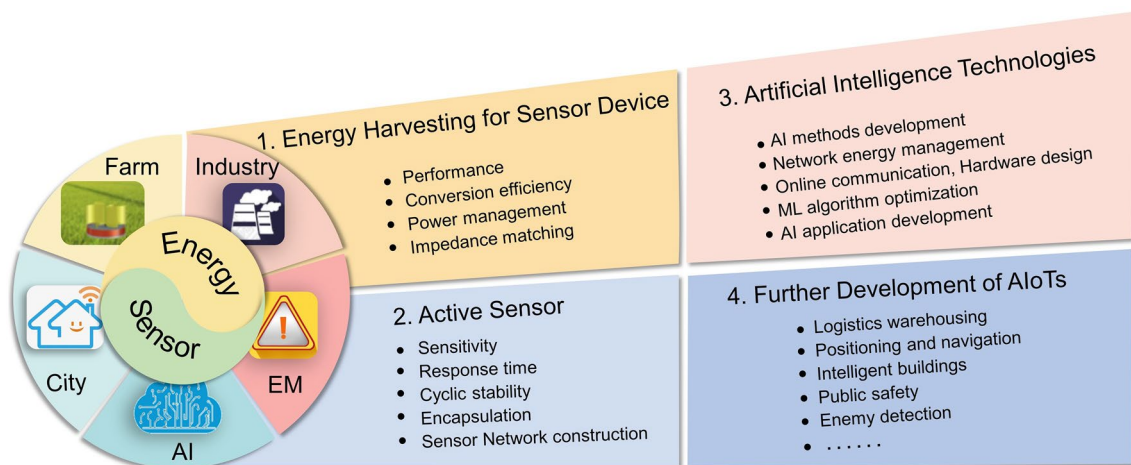 Farm
Industry
City
EM
AI
Energy
Sensor
1. Energy Harvesting for Sensor Device
• Performance
• Conversion efficiency
• Power management
• Impedance matching
2. Active Sensor
• Sensitivity
• Response time
• Cyclic stability
• Encapsulation
• Sensor Network construction
3. Artificial Intelligence Technologies
• AI methods development
• Network energy management
• Online communication, Hardware design
• ML algorithm optimization
• AI application development
4. Further Development of AIoTs
• Logistics warehousing
• Positioning and navigation
• Intelligent buildings
• Public safety
• Enemy detection
• ......